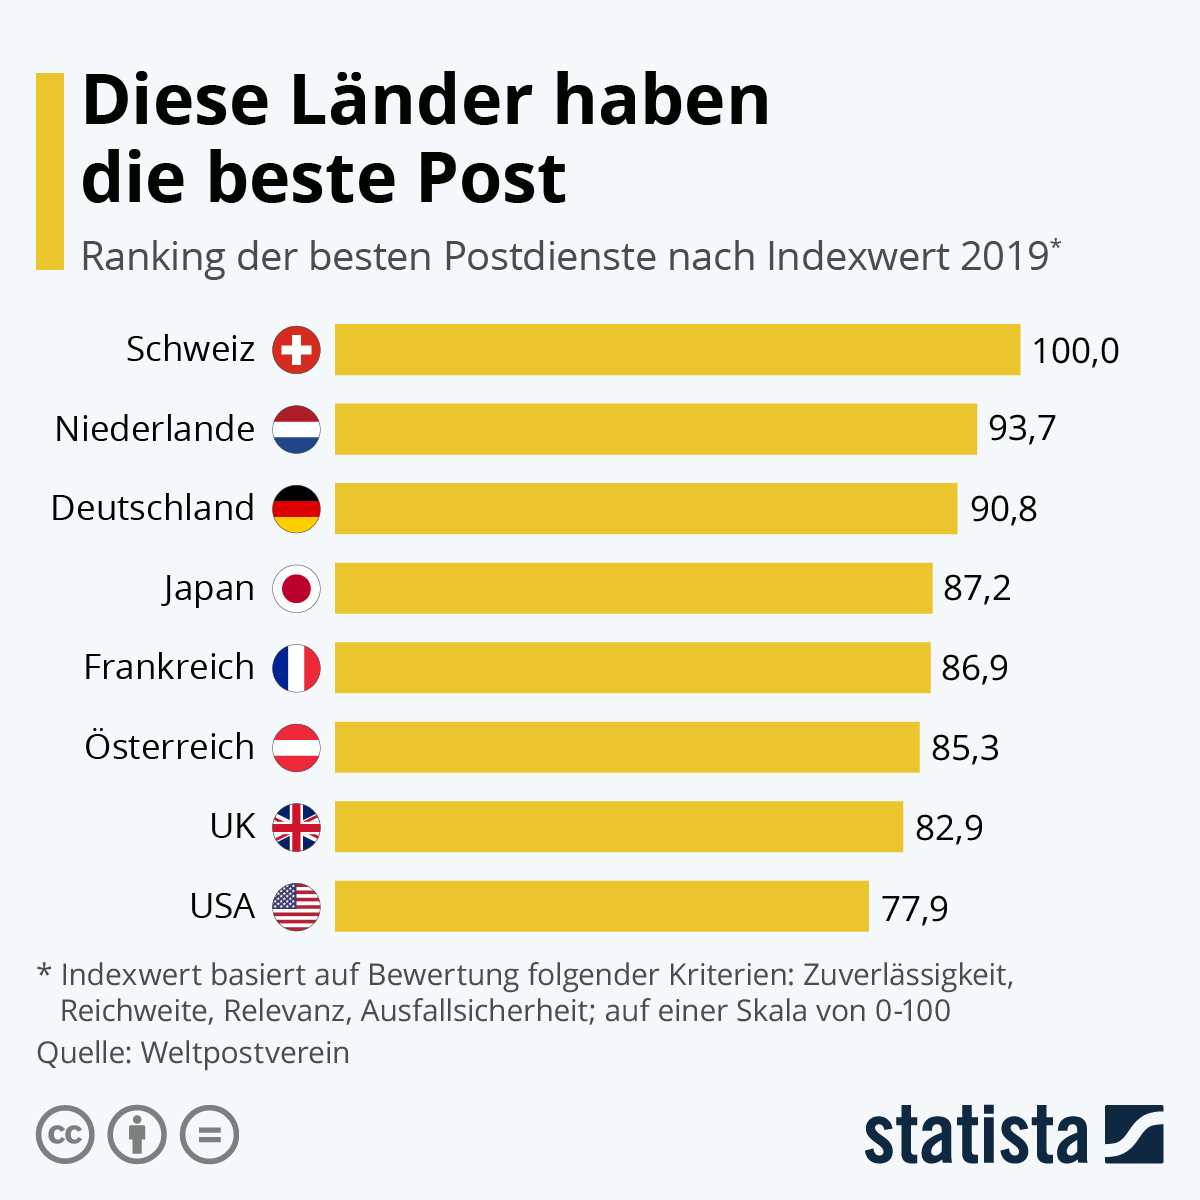 Diese Länder haben
die beste Post
Ranking der besten Postdienste nach Indexwert 2019*
Schweiz 100,0
Niederlande 93,7
Deutschland 90,8
Japan 87,2
Frankreich 86,9
Österreich 85,3
UK 82,9
USA 77,9
* Indexwert basiert auf Bewertung folgender Kriterien: Zuverlässigkeit,
Reichweite, Relevanz, Ausfallsicherheit; auf einer Skala von 0-100
Quelle: Weltpostverein
cc
statista